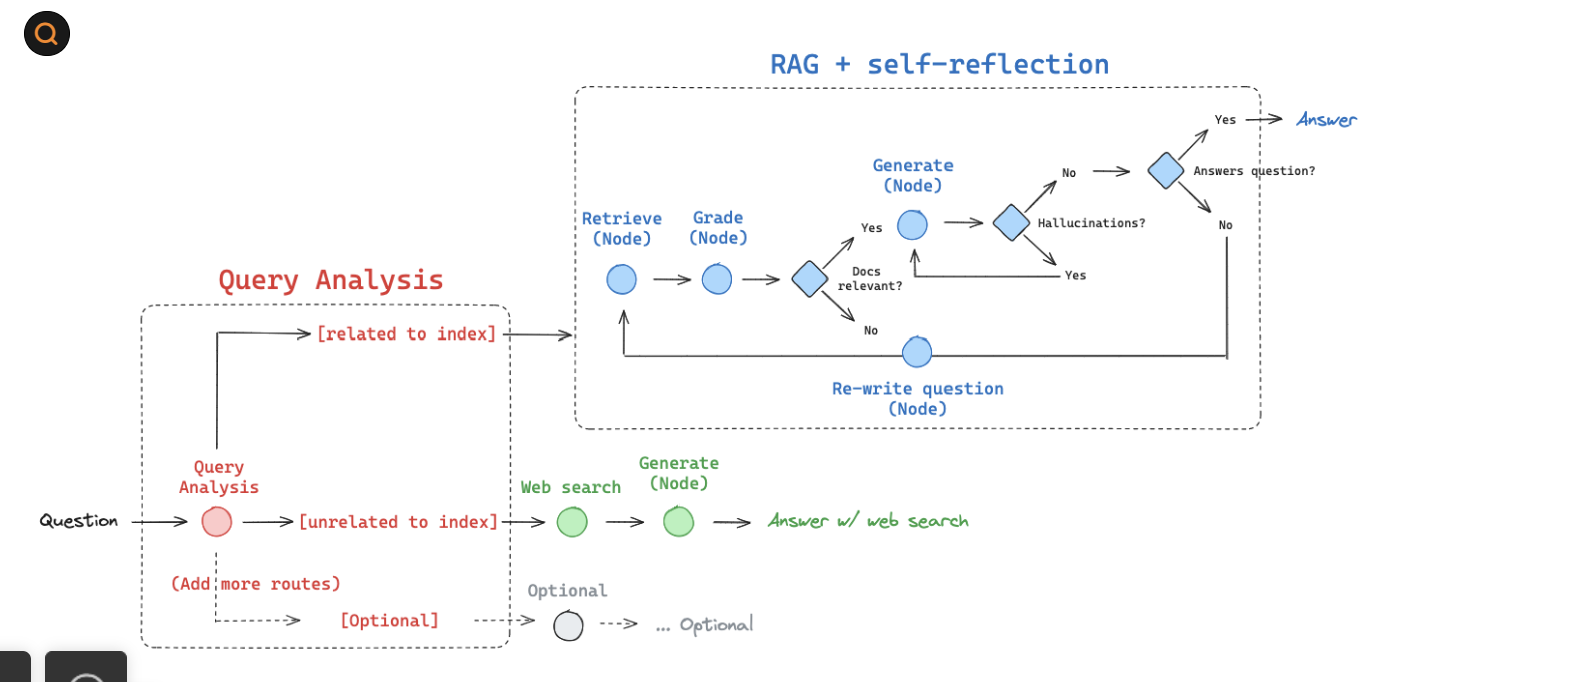 RAG + self-reflection
Yes
Answer
Answers question?
No
Generate
(Node)
No
Hallucinations?
Yes
Retrieve
(Node)
Grade
(Node)
Yes
Docs
relevant?
No
Re-write question
(Node)
Query Analysis
[related to index]
Query
Analysis
Question
[unrelated to index]
Web search
Generate
(Node)
Answer w/ web search
(Add more routes)
[Optional]
Optional
... Optional